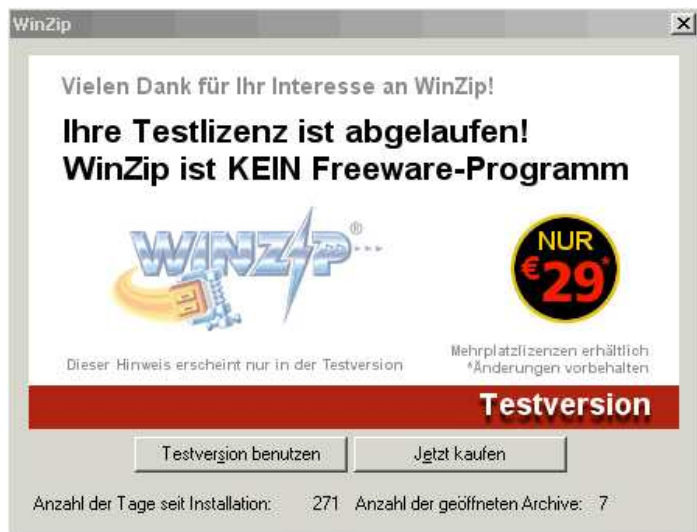 WinZip
Vielen Dank für Ihr Interesse an WinZip!
Ihre Testlizenz ist abgelaufen!
WinZip ist KEIN Freeware-Programm
WINZIP®
NUR
€29*
Dieser Hinweis erscheint nur in der Testversion
Mehrplatzlizenzen erhältlich
*Änderungen vorbehalten
Testversion
Testversion benutzen
Jetzt kaufen
Anzahl der Tage seit Installation: 271 Anzahl der geöffneten Archive: 7